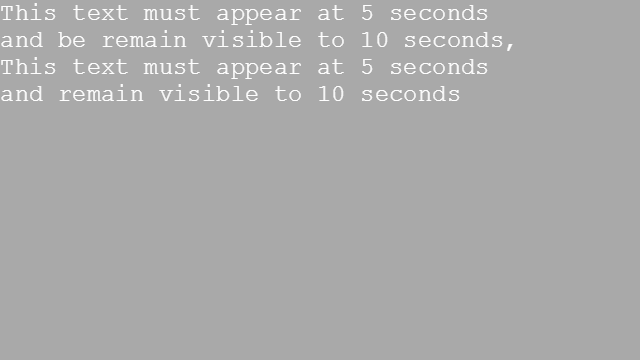 This text must appear at 5 seconds
and be remain visible to 10 seconds,
This text must appear at 5 seconds
and remain visible to 10 seconds